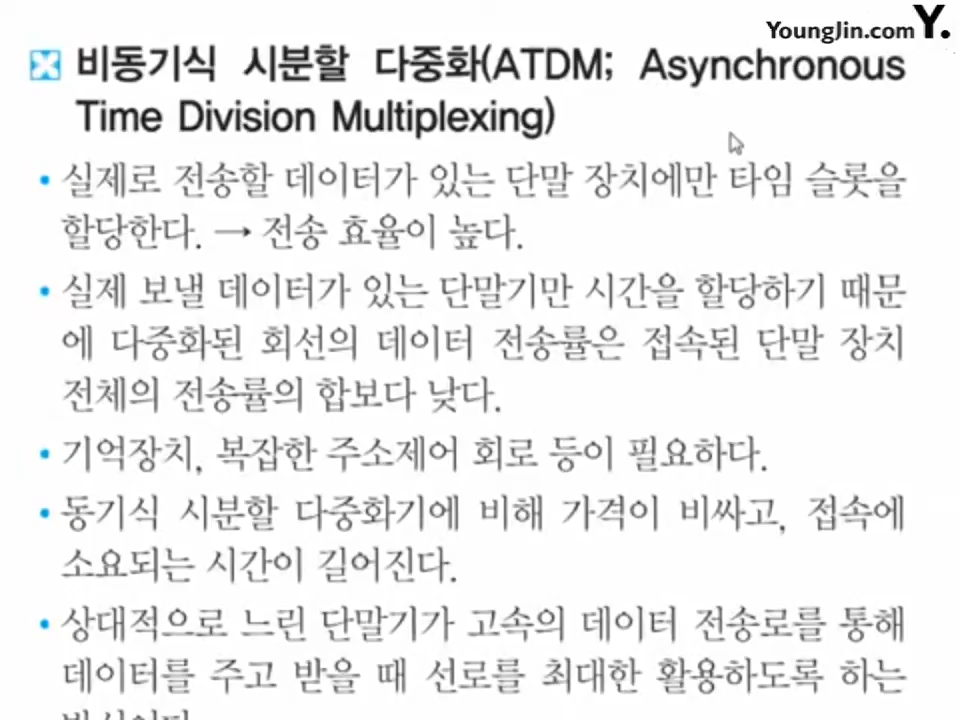 YoungJin.com Y.
비동기식 시분할 다중화(ATDM; Asynchronous
Time Division Multiplexing)
• 실제로 전송할 데이터가 있는 단말 장치에만 타임 슬롯을
할당한다. → 전송 효율이 높다.
• 실제 보낼 데이터가 있는 단말기만 시간을 할당하기 때문
에 다중화된 회선의 데이터 전송률은 접속된 단말 장치
전체의 전송률의 합보다 낮다.
• 기억장치, 복잡한 주소제어 회로 등이 필요하다.
• 동기식 시분할 다중화기에 비해 가격이 비싸고, 접속에
소요되는 시간이 길어진다.
• 상대적으로 느린 단말기가 고속의 데이터 전송로를 통해
데이터를 주고 받을 때 선로를 최대한 활용하도록 하는